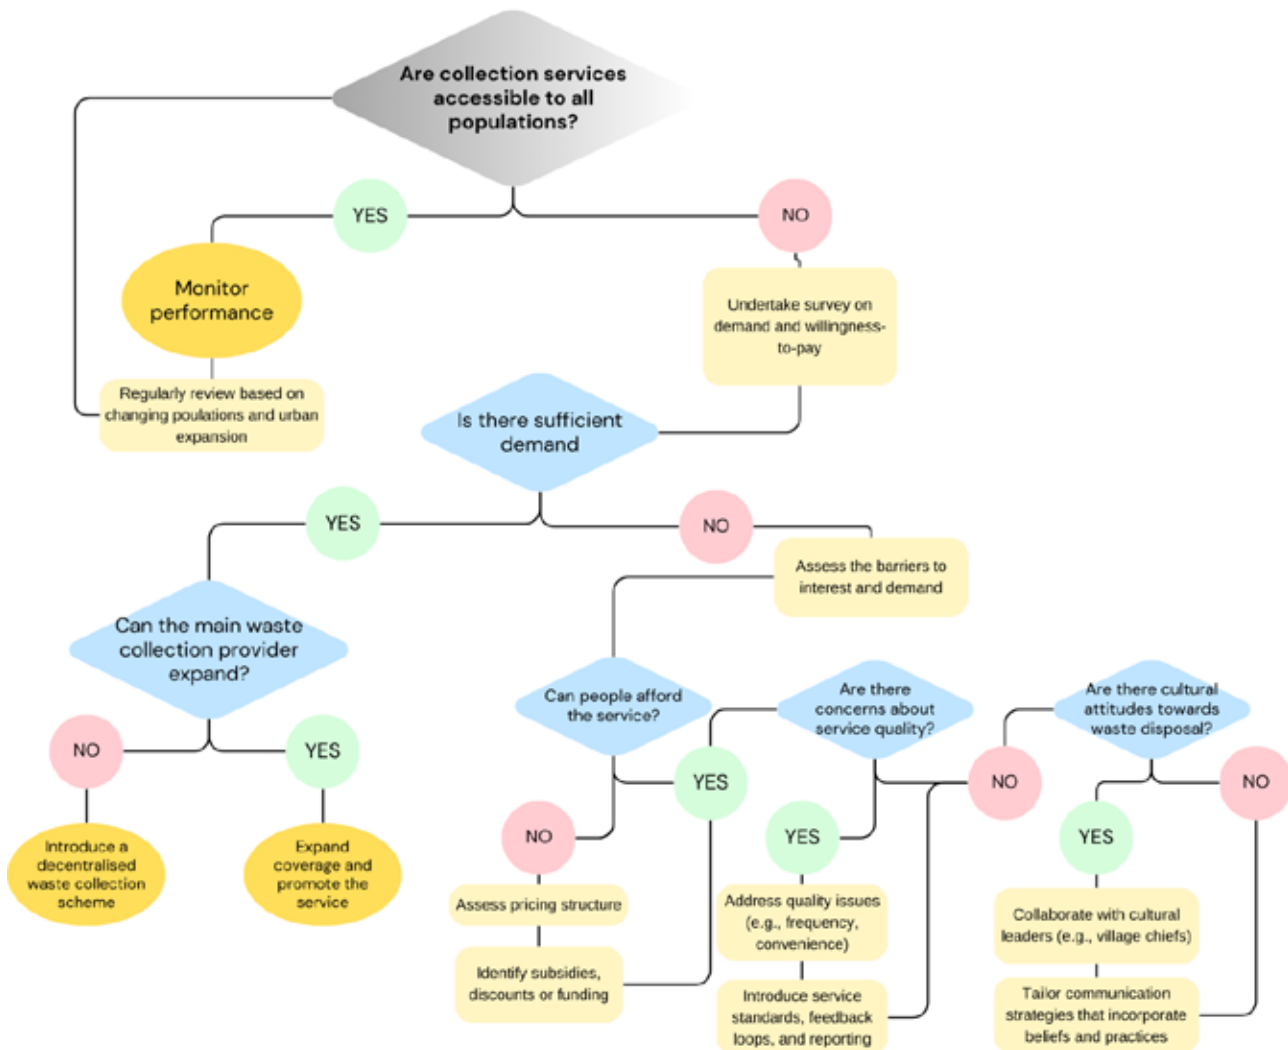 Are collection services
accessible to all
populations?
YES
NO
Monitor
performance
Undertake survey on
demand and willingness-
to-pay
Regularly review based on
changing poulations and urban
expansion
Is there sufficient
demand
YES
NO
Assess the barriers to
interest and demand
Can the main waste
collection provider
expand?
NO
YES
Introduce a
decentralised
waste collection
scheme
Expand
coverage and
promote the
service
Can people afford
the service?
YES
NO
Assess pricing structure
Identify subsidies,
discounts or funding
Are there
concerns about
service quality?
NO
YES
Address quality issues
(e.g., frequency,
convenience)
Introduce service
standards, feedback
loops, and reporting
Are there cultural
attitudes towards
waste disposal?
NO
YES
Collaborate with cultural
leaders (e.g., village chiefs)
Tailor communication
strategies that incorporate
beliefs and practices